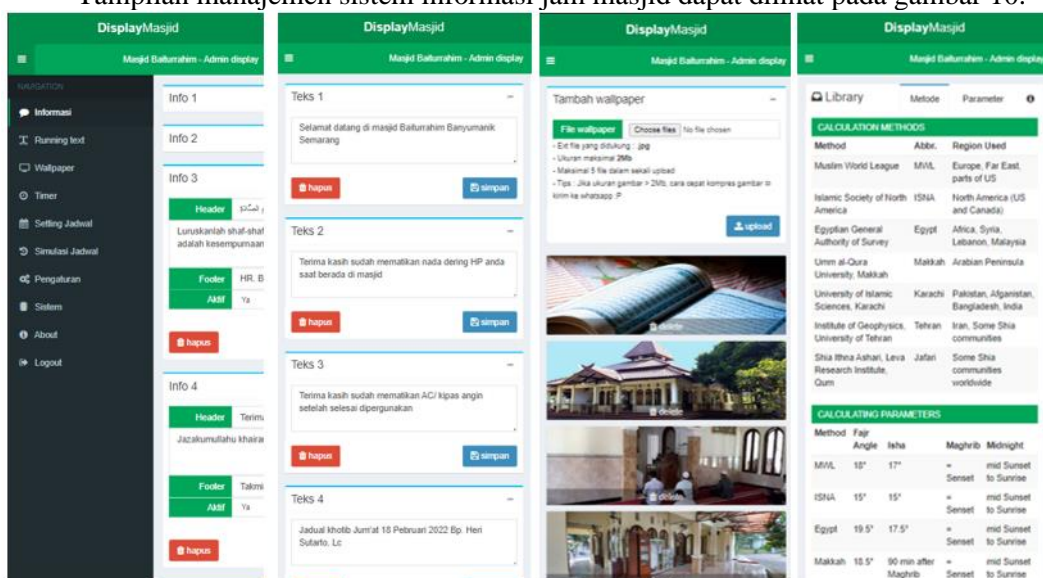 Tampilan manajemen sistem informasi jam masjid dapat dilihat pada gambar 10.
DisplayMasjid
Masjid Baiturrahim - Admin display
NAVIGATION
Informasi
Running text
Wallpaper
Timer
Setting Jadwal
Simulasi Jadwal
Pengaturan
Sistem
About
Logout
Info 1
Info 2
Info 3
Header
Luruskanlah shaf-shaf
adalah kesempurnaan
Footer HR. B
Aktif Ya
hapus
Info 4
Header Terima
Jazakumullahu khaira
Footer Takmi
Aktif Ya
hapus
DisplayMasjid
Masjid Baiturrahim - Admin display
Teks 1 −
Selamat datang di masjid Baiturrahim Banyumanik
Semarang
hapus simpan
Teks 2 −
Terima kasih sudah mematikan nada dering HP anda
saat berada di masjid
hapus simpan
Teks 3 −
Terima kasih sudah mematikan AC/ kipas angin
setelah selesai dipergunakan
hapus simpan
Teks 4 −
Jadual khotib Jum'at 18 Pebruari 2022 Bp. Heri
Sutarto, Lc
DisplayMasjid
Masjid Baiturrahim - Admin display
Tambah wallpaper −
File wallpaper Choose files No file chosen
- Ext file yang didukung : .jpg
- Ukuran maksimal 2Mb
- Maksimal 5 file dalam sekali upload
- Tips : Jika ukuran gambar > 2Mb, cara cepat kompres gambar
kirim ke whatsapp :P
upload
delete
delete
delete
DisplayMasjid
Masjid Baiturrahim - Admin display
Library Metode Parameter
CALCULATION METHODS
Method Abbr. Region Used
Muslim World League MWL Europe, Far East,
parts of US
Islamic Society of North ISNA North America (US
America and Canada)
Egyptian General Egypt Africa, Syria,
Authority of Survey Lebanon, Malaysia
Umm al-Qura Makkah Arabian Peninsula
University, Makkah
University of Islamic Karachi Pakistan, Afganistan,
Sciences, Karachi Bangladesh, India
Institute of Geophysics, Tehran Iran, Some Shia
University of Tehran communities
Shia Ithna Ashari, Leva Jafari Some Shia
Research Institute, communities
Qum worldwide
CALCULATING PARAMETERS
Method Fajr Isha Maghrib Midnight
Angle
MWL 18° 17° = mid Sunset
Senset to Sunrise
ISNA 15° 15° = mid Sunset
Senset to Sunrise
Egypt 19.5° 17.5° = mid Sunset
Senset to Sunrise
Makkah 18.5° 90 min after = mid Sunset
Maghrib Senset to Sunrise